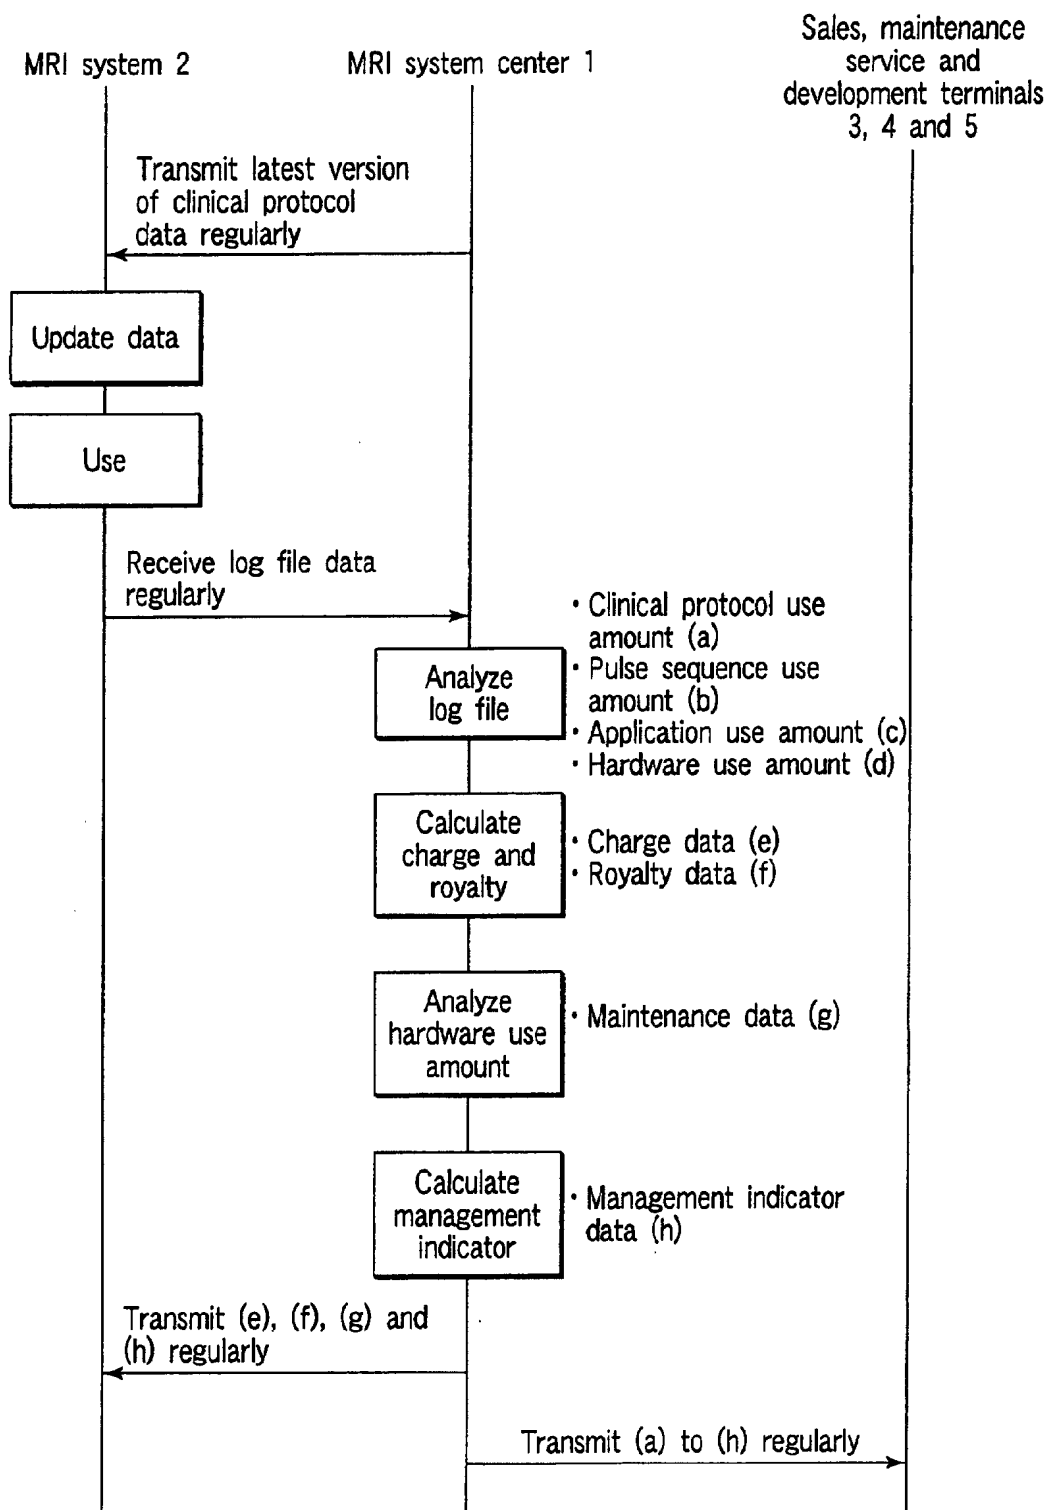 MRI system 2
MRI system center 1
Sales, maintenance
service and
development terminals
3, 4 and 5
Transmit latest version
of clinical protocol
data regularly
Update data
Use
Receive log file data
regularly
Analyze
log file
· Clinical protocol use
amount (a)
· Pulse sequence use
amount (b)
· Application use amount (c)
· Hardware use amount (d)
Calculate
charge and
royalty
· Charge data (e)
· Royalty data (f)
Analyze
hardware use
amount
· Maintenance data (g)
Calculate
management
indicator
· Management indicator
data (h)
Transmit (e), (f), (g) and
(h) regularly
Transmit (a) to (h) regularly